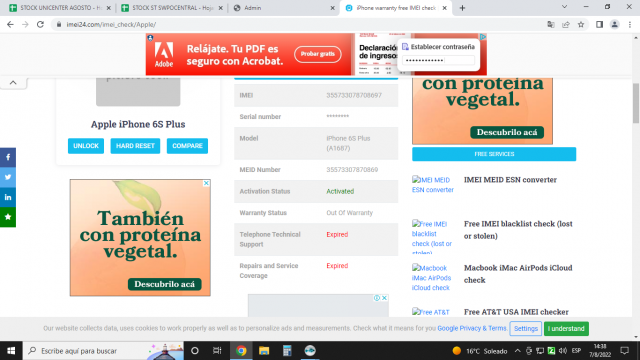 STOCK UNICENTER AGOSTO - Hoja
STOCK ST SWPOCENTRAL - Hoja
Admin
iPhone warranty free IMEI check
imei24.com/imei_check/Apple/
Adobe
Relájate. Tu PDF es
seguro con Acrobat.
Probar gratis
Declaración
de ingresos
Establecer contraseña
Apple iPhone 6S Plus
UNLOCK
HARD RESET
COMPARE
También
con proteína
vegetal.
Descubrilo acá
IMEI
355733078708697
Serial number
********
Model
iPhone 6S Plus
(A1687)
MEID Number
35573307870869
Activation Status
Activated
Warranty Status
Out Of Warranty
Telephone Technical
Support
Expired
Repairs and Service
Coverage
Expired
con proteína
vegetal.
Descubrilo acá
FREE SERVICES
IMEI MEID
ESN converter
IMEI MEID ESN converter
Free IMEI
blacklist
check (lost
or stolen)
Free IMEI blacklist check (lost
or stolen)
Macbook
iMac AirPods
iCloud check
Macbook iMac AirPods iCloud
check
Free AT&T
Free AT&T USA IMEI checker
Our website collects data, uses cookies to work properly as well as to personalize ads and measurements. Check what it means for you Google Privacy & Terms.
Settings
I understand
Escribe aquí para buscar
16°C Soleado
ESP
14:38
7/8/2022